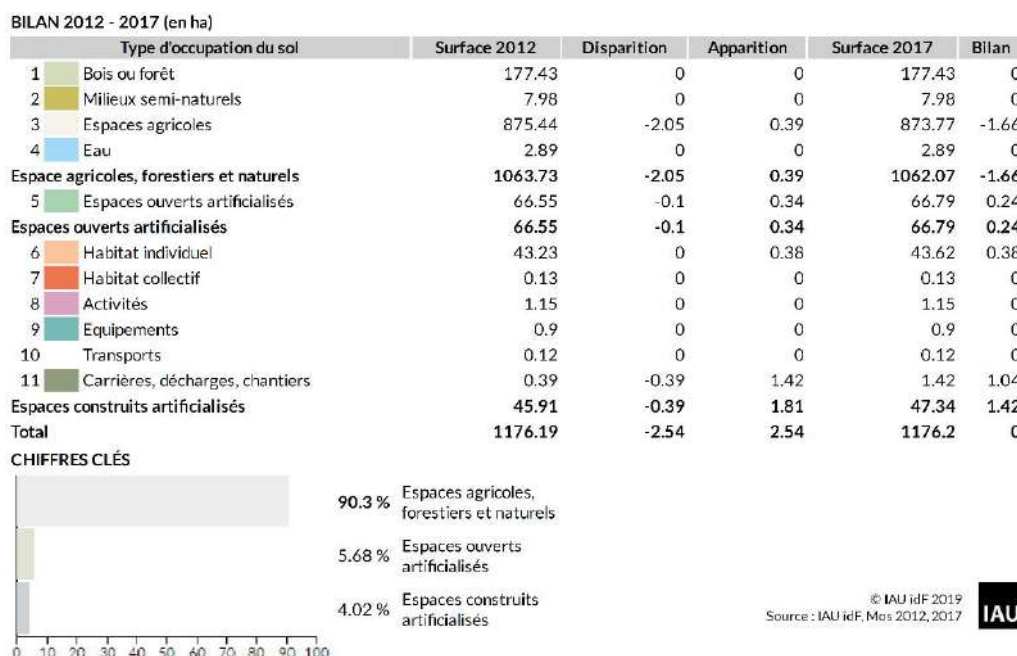 BILAN 2012 - 2017 (en ha)
Type d'occupation du sol Surface 2012 Disparition Apparition Surface 2017 Bilan
1 Bois ou forêt 177.43 0 0 177.43 0
2 Milieux semi-naturels 7.98 0 0 7.98 0
3 Espaces agricoles 875.44 -2.05 0.39 873.77 -1.66
4 Eau 2.89 0 0 2.89 0
Espace agricoles, forestiers et naturels 1063.73 -2.05 0.39 1062.07 -1.66
5 Espaces ouverts artificialisés 66.55 -0.1 0.34 66.79 0.24
Espaces ouverts artificialisés 66.55 -0.1 0.34 66.79 0.24
6 Habitat individuel 43.23 0 0.38 43.62 0.38
7 Habitat collectif 0.13 0 0 0.13 0
8 Activités 1.15 0 0 1.15 0
9 Equipements 0.9 0 0 0.9 0
10 Transports 0.12 0 0 0.12 0
11 Carrières, décharges, chantiers 0.39 -0.39 1.42 1.42 1.04
Espaces construits artificialisés 45.91 -0.39 1.81 47.34 1.42
Total 1176.19 -2.54 2.54 1176.2 0
CHIFFRES CLÉS
90.3 % Espaces agricoles,
forestiers et naturels
5.68 % Espaces ouverts
artificialisés
4.02 % Espaces construits
artificialisés
0 10 20 30 40 50 60 70 80 90 100
© IAU idF 2019
Source : IAU idF, Mos 2012, 2017
IAU